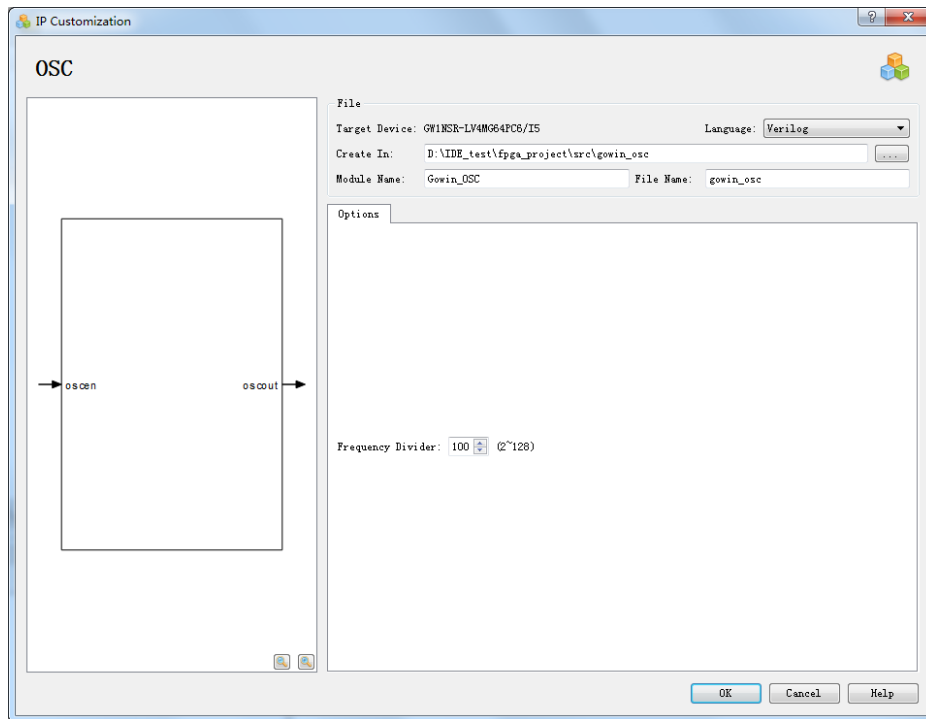 IP Customization
OSC
File
Target Device: GW1NSR-LV4MG64PC6/I5 Language: Verilog
Create In: D:\IDE_test\fpga_project\src\gowin_osc ...
Module Name: Gowin_OSC File Name: gowin_osc
Options
oscen oscout
Frequency Divider: 100 (2~128)
OK Cancel Help